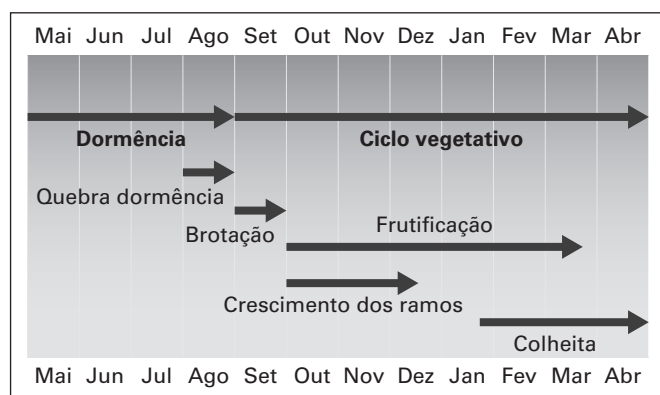 Mai Jun Jul Ago Set Out Nov Dez Jan Fev Mar Abr
Dormência Ciclo vegetativo
Quebra dormência
Brotação Frutificação
Crescimento dos ramos
Colheita
Mai Jun Jul Ago Set Out Nov Dez Jan Fev Mar Abr